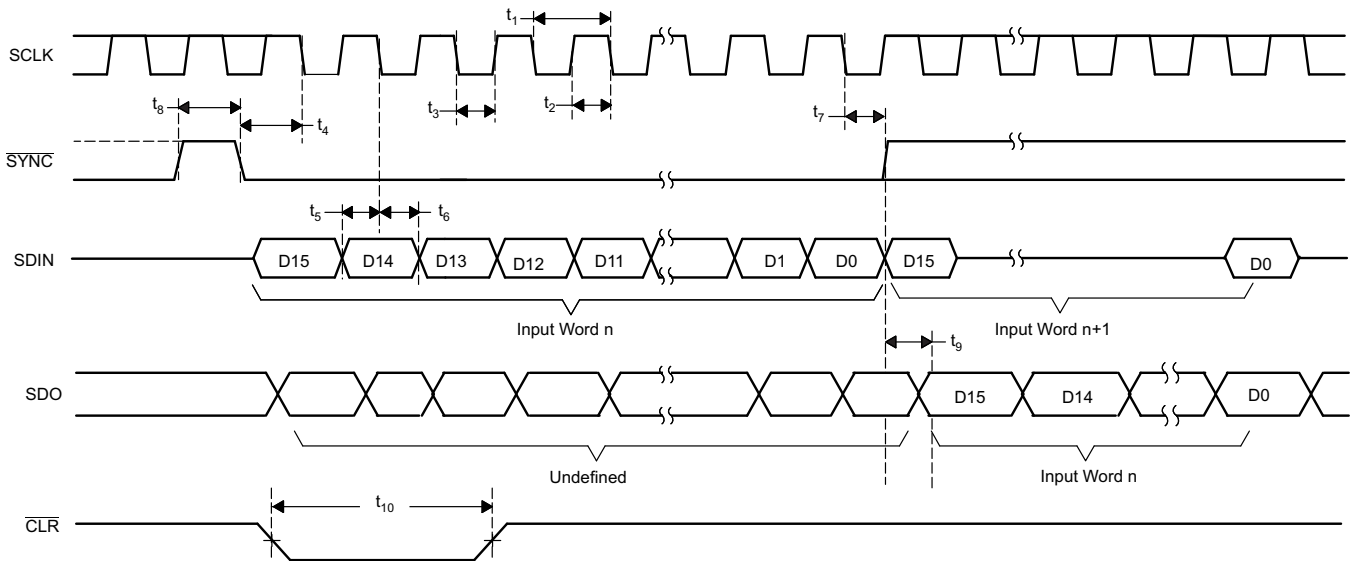 t1
SCLK
t8
t4
t3
t2
t7
SYNC
t5
t6
SDIN
D15
D14
D13
D12
D11
D1
D0
D15
D0
Input Word n
Input Word n+1
t9
SDO
D15
D14
D0
Undefined
Input Word n
t10
CLR